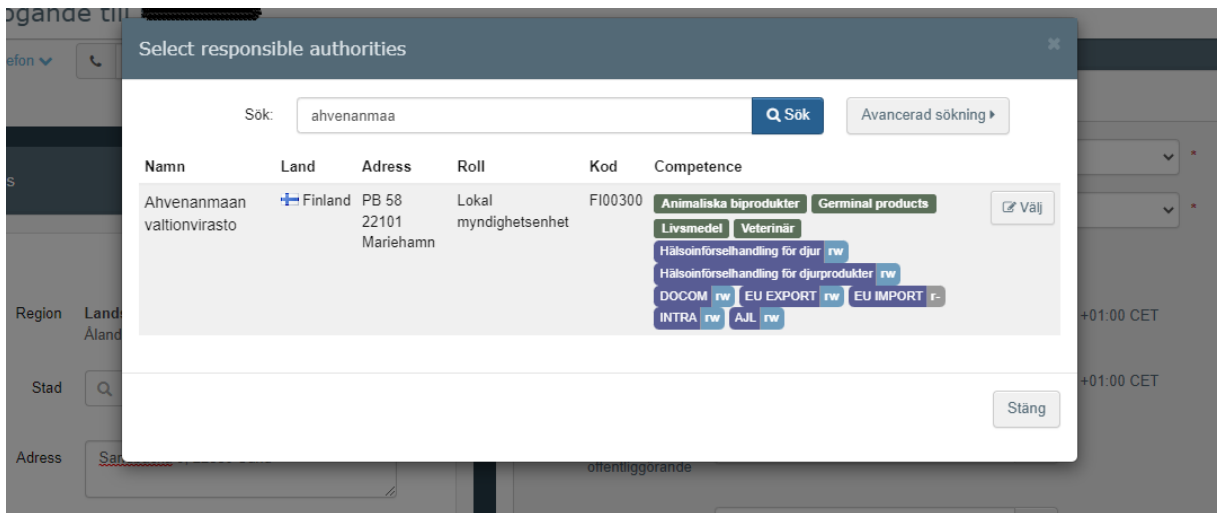 ogande till
Select responsible authorities
efon
Sök: ahvenanmaa Sök Avancerad sökning
Namn Land Adress Roll Kod Competence
Ahvenanmaan valtionvirasto
Finland
PB 58
22101
Mariehamn
Lokal
myndighetsenhet
FI00300
Animaliska biprodukter Germinal products
Livsmedel Veterinär
Hälsoinförselhandling för djur rw
Hälsoinförselhandling för djurprodukter rw
DOCOM rw EU EXPORT rw EU IMPORT r-
INTRA rw AJL rw
Välj
s
Region Lands
Åland
+01:00 CET
Stad
+01:00 CET
Stäng
Adress
offentliggörande